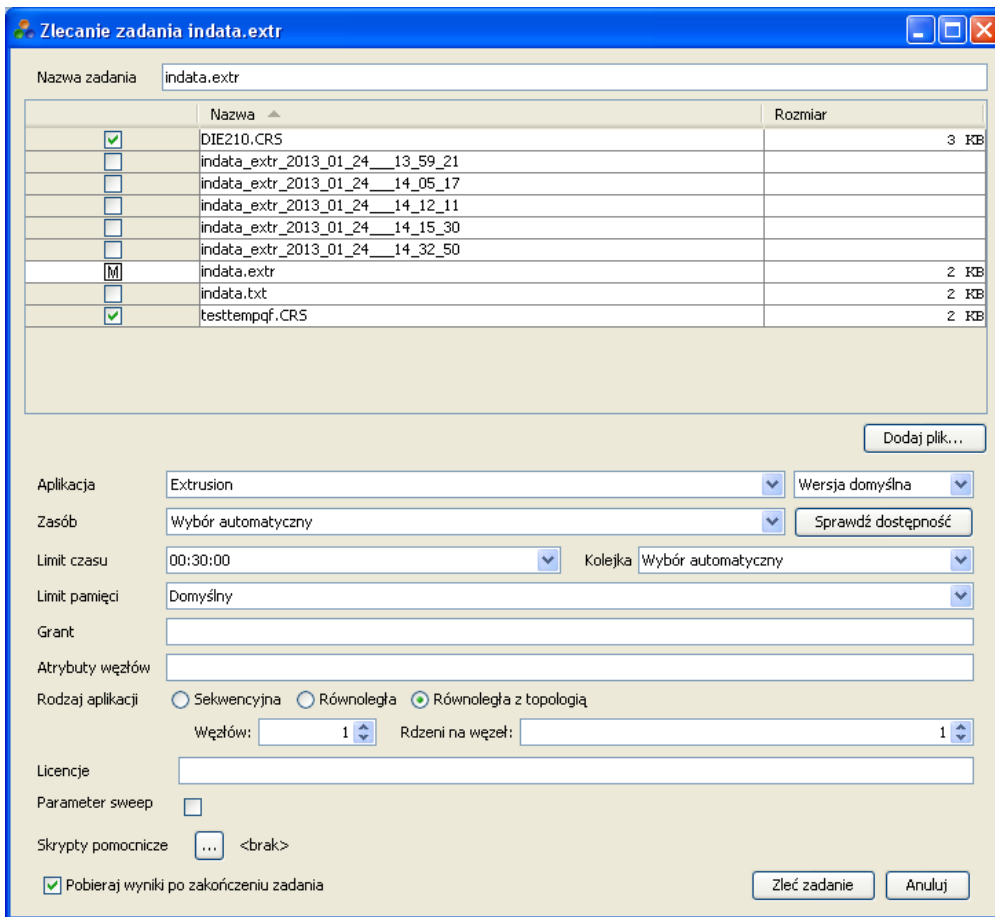 Zlecanie zadania indata.extr
Nazwa zadania indata.extr
Nazwa Rozmiar
DIE210.CRS 3 KB
indata_extr_2013_01_24___13_59_21
indata_extr_2013_01_24___14_05_17
indata_extr_2013_01_24___14_12_11
indata_extr_2013_01_24___14_15_30
indata_extr_2013_01_24___14_32_50
M indata.extr 2 KB
indata.txt 2 KB
testtempqf.CRS 2 KB
Dodaj plik...
Aplikacja Extrusion Wersja domyślna
Zasób Wybór automatyczny Sprawdź dostępność
Limit czasu 00:30:00 Kolejka Wybór automatyczny
Limit pamięci Domyślny
Grant
Atrybuty węzłów
Rodzaj aplikacji Sekwencyjna Równoległa Równoległa z topologią
Węzłów: 1 Rdzeni na węzeł: 1
Licencje
Parameter sweep
Skrypty pomocnicze ... <brak>
Pobieraj wyniki po zakończeniu zadania Zleć zadanie Anuluj